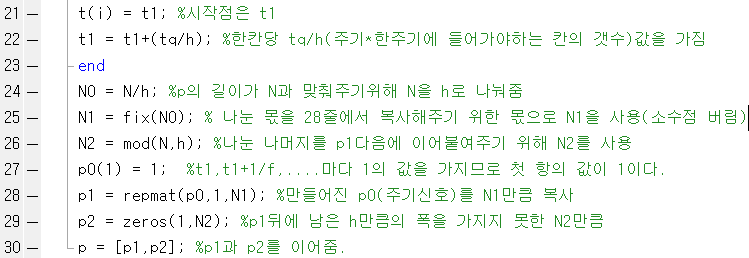 21 – t(i) = t1; %시작점은 t1
22 – t1 = t1+(tq/h); %한칸당 tq/h(주기*한주기에 들어가야하는 칸의 갯수)값을 가짐
23 – end
24 – N0 = N/h; %p의 길이가 N과 맞춰주기위해 N을 h로 나눠줌
25 – N1 = fix(N0); % 나눈 몫을 28줄에서 복사해주기 위한 몫으로 N1을 사용(소수점 버림)
26 – N2 = mod(N,h); %나눈 나머지를 p1다음에 이어붙여주기 위해 N2를 사용
27 – p0(1) = 1; %t1,t1+1/f,....마다 1의 값을 가지므로 첫 항의 값이 1이다.
28 – p1 = repmat(p0,1,N1); %만들어진 p0(주기신호)를 N1만큼 복사
29 – p2 = zeros(1,N2); %p1뒤에 남은 h만큼의 폭을 가지지 못한 N2만큼
30 – p = [p1,p2]; %p1과 p2를 이어줌.